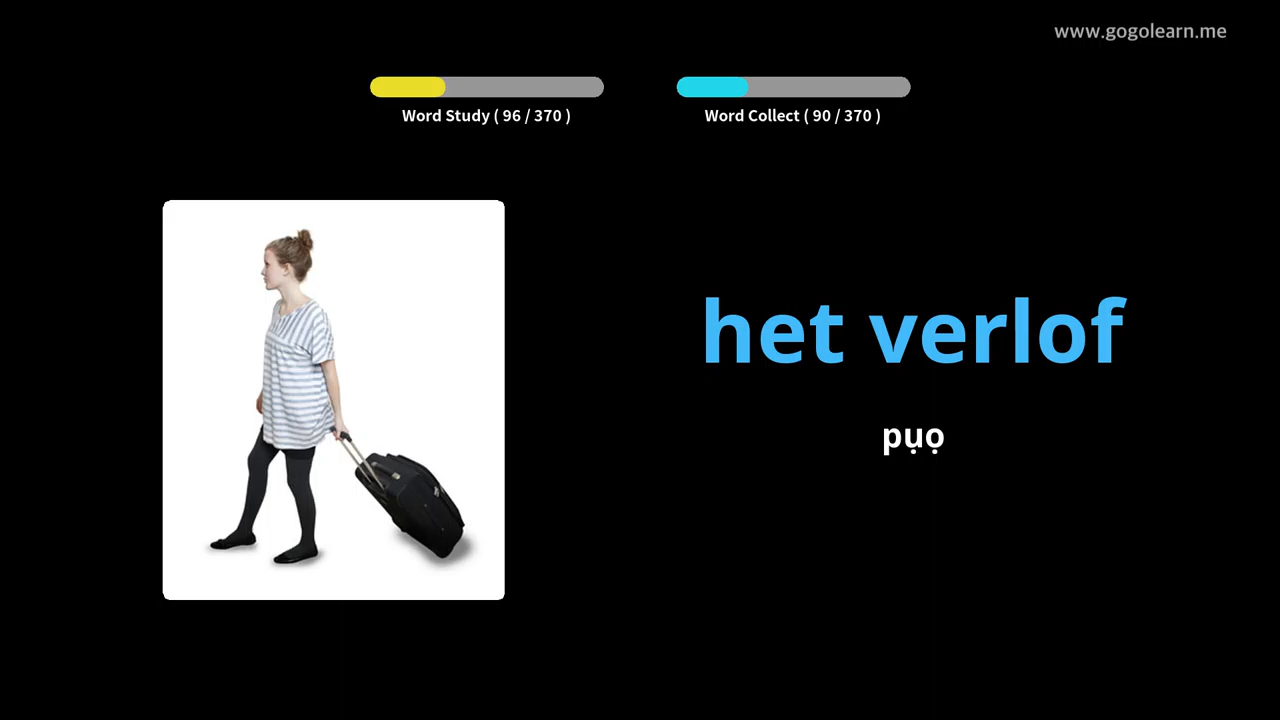 www.gogolearn.me
Word Study ( 96 / 370 )
Word Collect ( 90 / 370 )
het verlof
pụọ